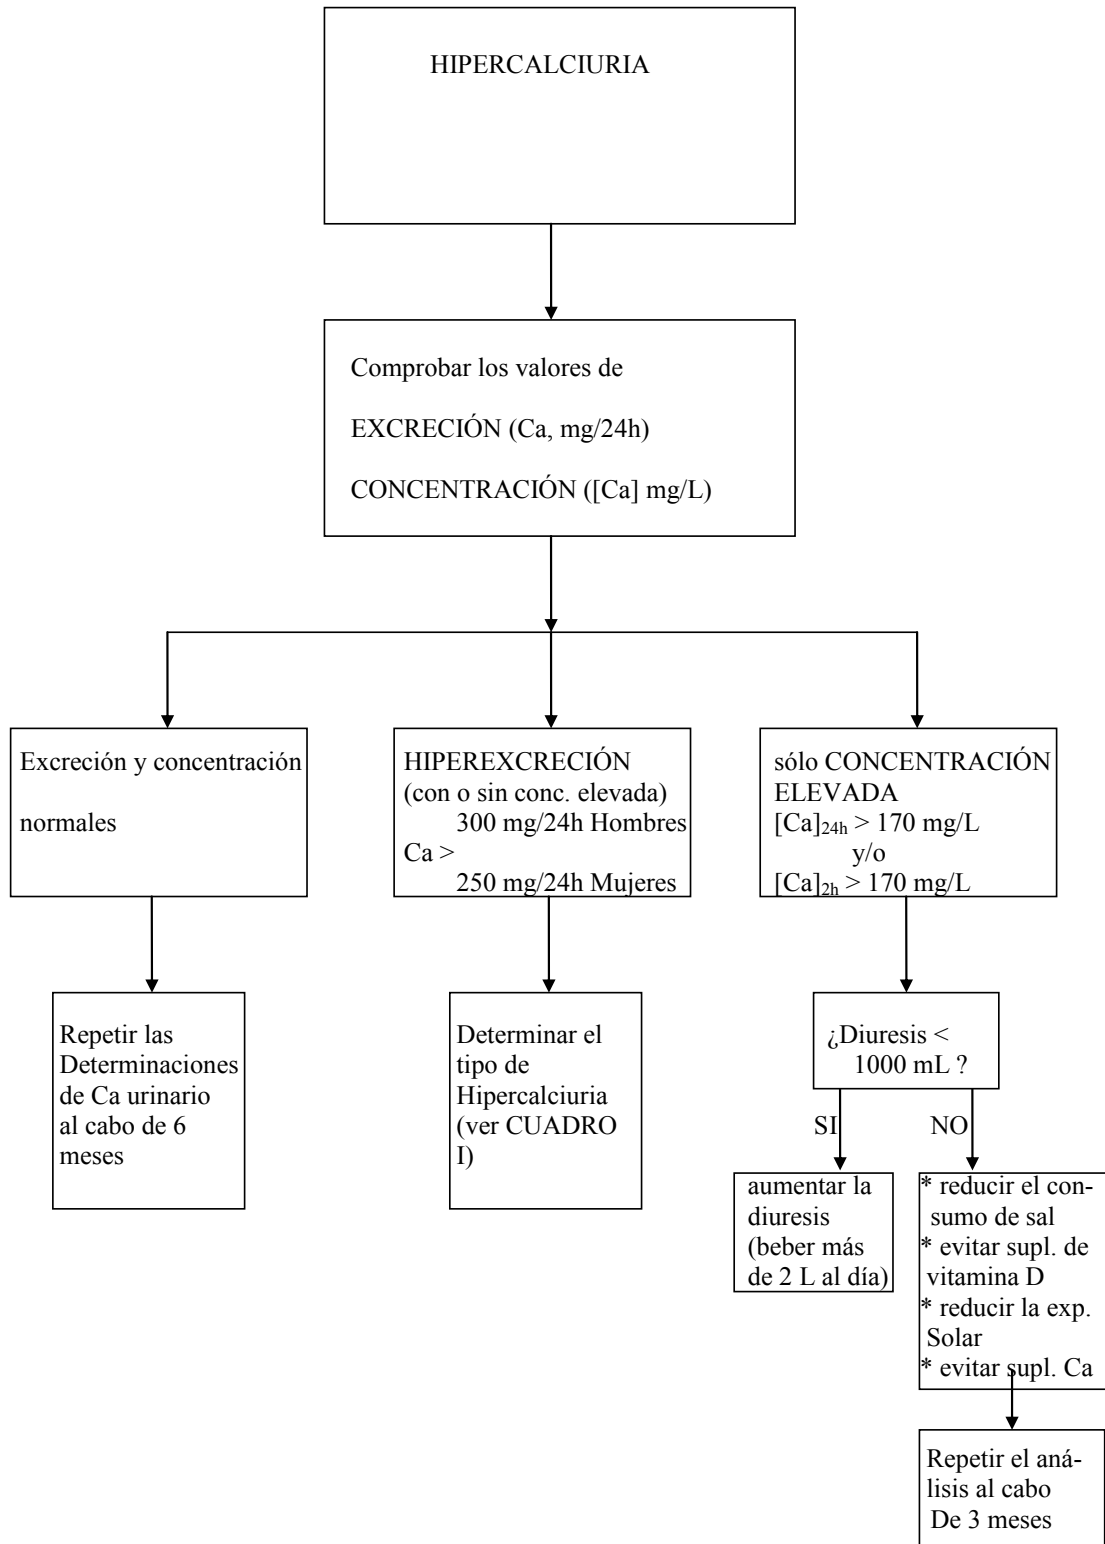 HIPERCALCIURIA
Comprobar los valores de
EXCRECIÓN (Ca, mg/24h)
CONCENTRACIÓN ([Ca] mg/L)
Excreción y concentración
normales
HIPEREXCRECIÓN
(con o sin conc. elevada)
300 mg/24h Hombres
Ca >
250 mg/24h Mujeres
sólo CONCENTRACIÓN
ELEVADA
[Ca]24h > 170 mg/L
y/o
[Ca]2h > 170 mg/L
Repetir las
Determinaciones
de Ca urinario
al cabo de 6
meses
Determinar el
tipo de
Hipercalciuria
(ver CUADRO
I)
¿Diuresis <
1000 mL ?
SI
NO
aumentar la
diuresis
(beber más
de 2 L al día)
* reducir el con-
sumo de sal
* evitar supl. de
vitamina D
* reducir la exp.
Solar
* evitar supl. Ca
Repetir el aná-
lisis al cabo
De 3 meses